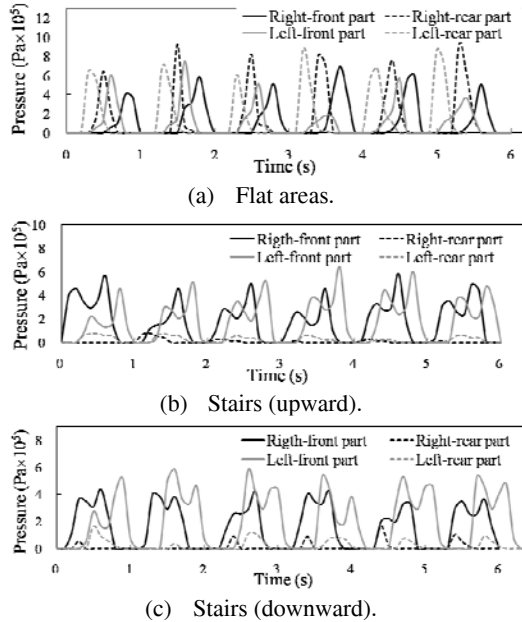 Pressure (Pa×10⁵)
12
10
8
6
4
2
0
Right-front part
Right-rear part
Left-front part
Left-rear part
0 1 2 3 4 5 6
Time (s)
(a) Flat areas.
Pressure (Pa×10⁵)
10
8
6
4
2
0
Rigth-front part
Right-rear part
Left-front part
Left-rear part
0 1 2 3 4 5 6
Time (s)
(b) Stairs (upward).
Pressure (Pa×10⁵)
8
6
4
2
0
Rigth-front part
Right-rear part
Left-front part
Left-rear part
0 1 2 3 4 5 6
Time (s)
(c) Stairs (downward).